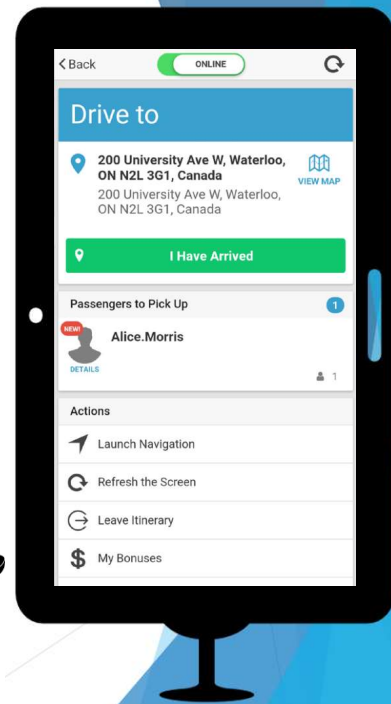 Back
ONLINE
Drive to
200 University Ave W, Waterloo,
ON N2L 3G1, Canada
200 University Ave W, Waterloo,
ON N2L 3G1, Canada
VIEW MAP
I Have Arrived
Passengers to Pick Up
1
NEW!
Alice.Morris
DETAILS
1
Actions
Launch Navigation
Refresh the Screen
Leave Itinerary
$ My Bonuses